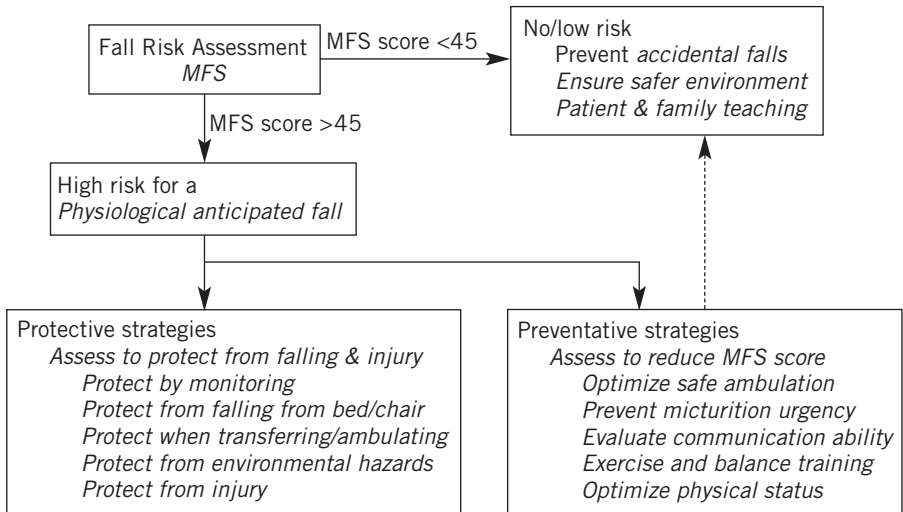 Fall Risk Assessment
MFS
MFS score <45
No/low risk
Prevent accidental falls
Ensure safer environment
Patient & family teaching
MFS score >45
High risk for a
Physiological anticipated fall
Protective strategies
Assess to protect from falling & injury
Protect by monitoring
Protect from falling from bed/chair
Protect when transferring/ambulating
Protect from environmental hazards
Protect from injury
Preventative strategies
Assess to reduce MFS score
Optimize safe ambulation
Prevent micturition urgency
Evaluate communication ability
Exercise and balance training
Optimize physical status